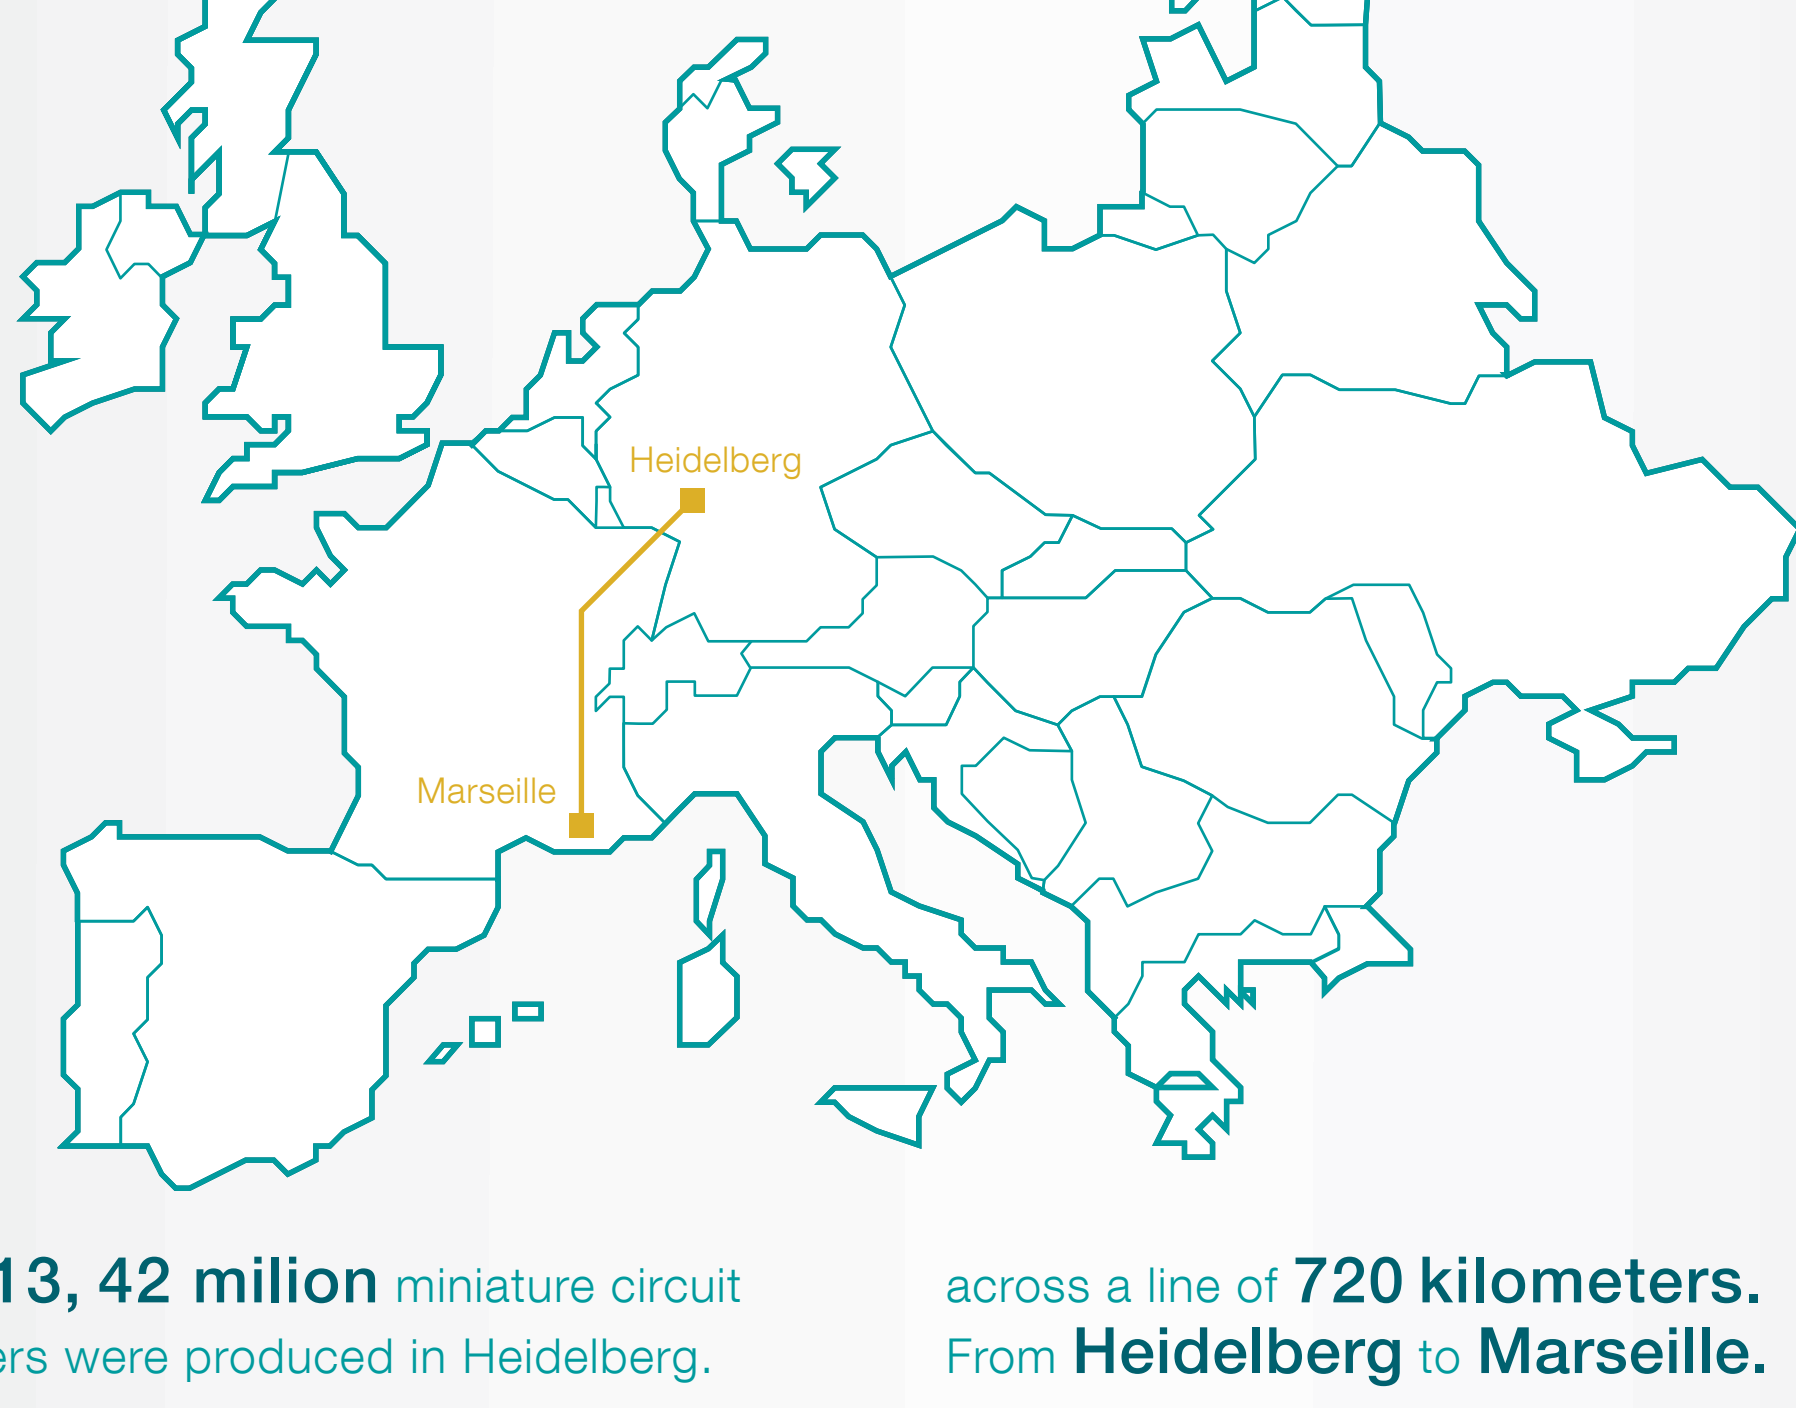 Heidelberg
Marseille
13, 42 milion miniature circuit
ers were produced in Heidelberg.
across a line of 720 kilometers.
From Heidelberg to Marseille.